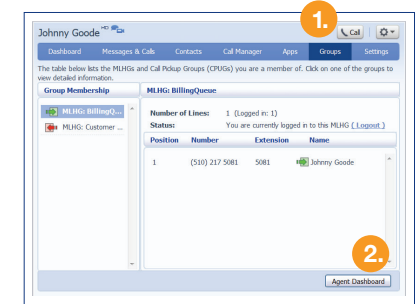 1.
Johnny Goode
Call
Dashboard Messages & Calls Contacts Call Manager Apps Groups Settings
The table below lists the MLHGs and Call Pickup Groups (CPUGs) you are a member of. Click on one of the groups to
view detailed information.
Group Membership
MLHG: BillingQueue
MLHG: BillingQ...
MLHG: Customer ...
Number of Lines: 1 (Logged in: 1)
Status: You are currently logged in to this MLHG ( Logout )
Position Number Extension Name
1 (510) 217 5081 5081 Johnny Goode
2.
Agent Dashboard